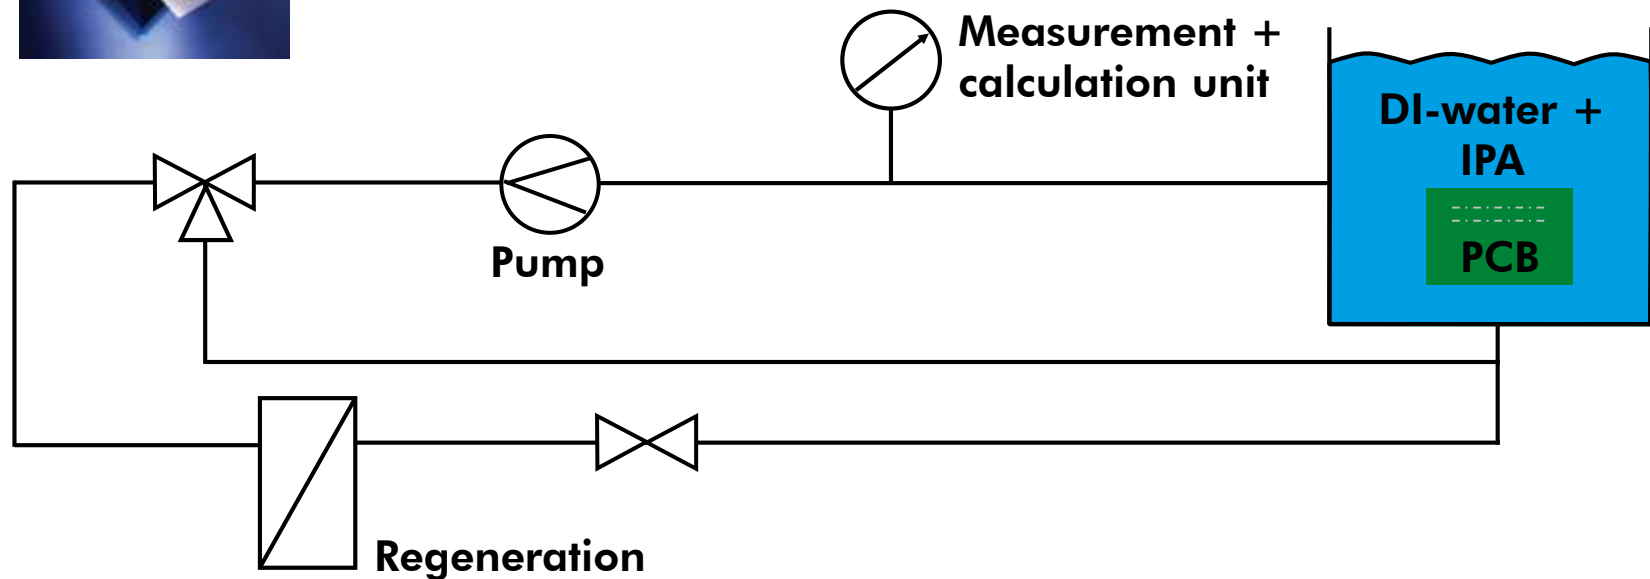 Measurement +
calculation unit
DI-water +
IPA
PCB
Pump
Regeneration